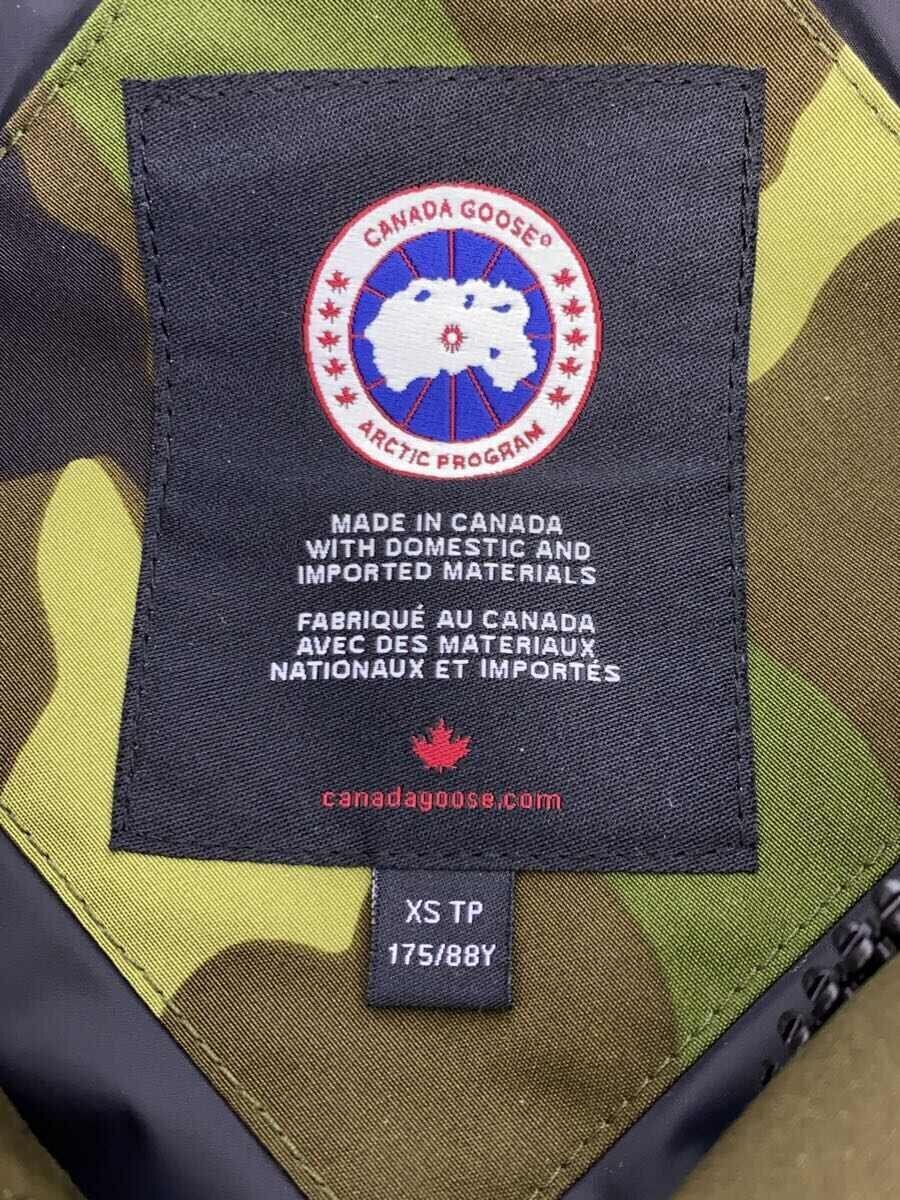 CANADA GOOSE®
ARCTIC PROGRAM
MADE IN CANADA
WITH DOMESTIC AND
IMPORTED MATERIALS
FABRIQUÉ AU CANADA
AVEC DES MATERIAUX
NATIONAUX ET IMPORTÉS
canadagoose.com
XS TP
175/88Y